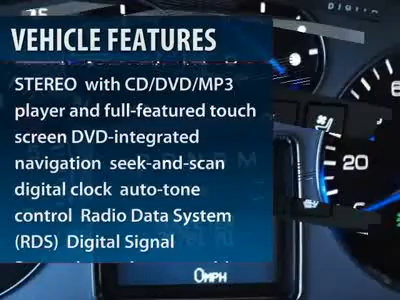 VEHICLE FEATURES
STEREO with CD/DVD/MP3
player and full-featured touch
screen DVD-integrated
navigation seek-and-scan
digital clock auto-tone
control Radio Data System
(RDS) Digital Signal
20
0MPH